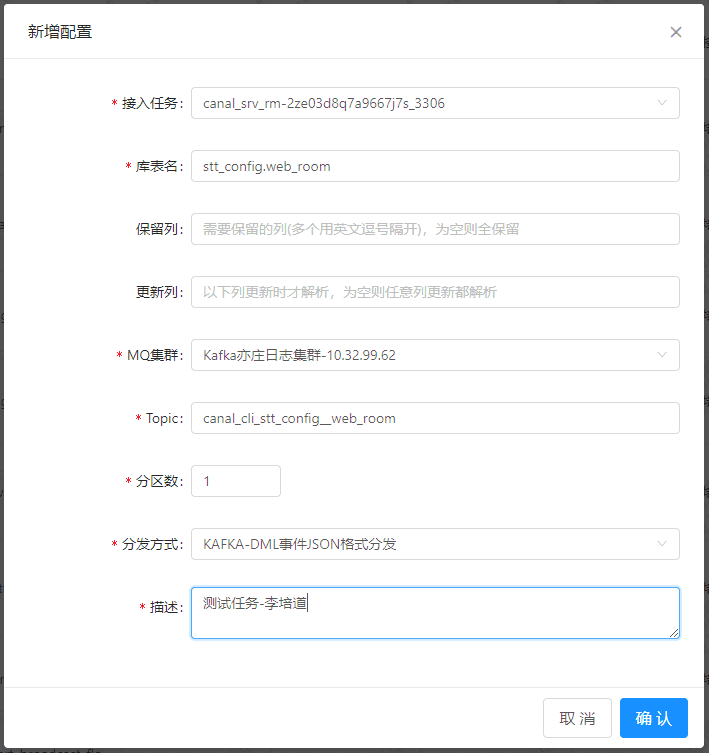 新增配置
* 接入任务: canal_srv_rm-2ze03d8q7a9667j7s_3306
* 库表名: stt_config.web_room
保留列: 需要保留的列(多个用英文逗号隔开)，为空则全保留
更新列: 以下列更新时才解析，为空则任意列更新都解析
* MQ集群: Kafka亦庄日志集群-10.32.99.62
* Topic: canal_cli_stt_config__web_room
* 分区数: 1
* 分发方式: KAFKA-DML事件JSON格式分发
* 描述: 测试任务-李培道
取 消
确 认